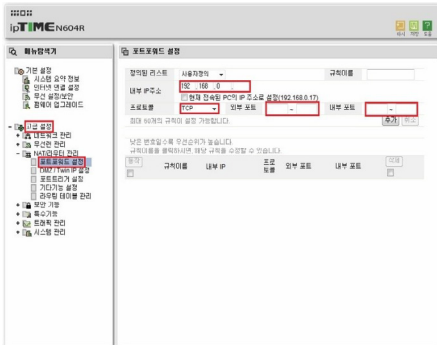 ipTIME N604R
메뉴탐색기
포트포워드 설정
기본 설정
시스템 요약 정보
인터넷 연결 설정
무선 설정/보안
펌웨어 업그레이드
고급 설정
네트워크 관리
무선랜 관리
NAT/라우터 관리
포트포워드 설정
DMZ / Twin IP 설정
포트트리거 설정
기타기능 설정
라우팅 테이블 관리
보안 기능
특수기능
트래픽 관리
시스템 관리
정의된 리스트 사용자정의 규칙이름
내부 IP주소 192 . 168 . 0 .
현재 접속된 PC의 IP 주소로 설정(192.168.0.17)
프로토콜 TCP 외부 포트 - 내부 포트 -
최대 90개의 규칙이 설정 가능합니다. 추가 취소
낮은 번호일수록 우선순위가 높습니다.
규칙이름을 클릭하시면, 해당 규칙을 수정할 수 있습니다.
동작 규칙이름 내부 IP 프로토콜 외부 포트 내부 포트 삭제